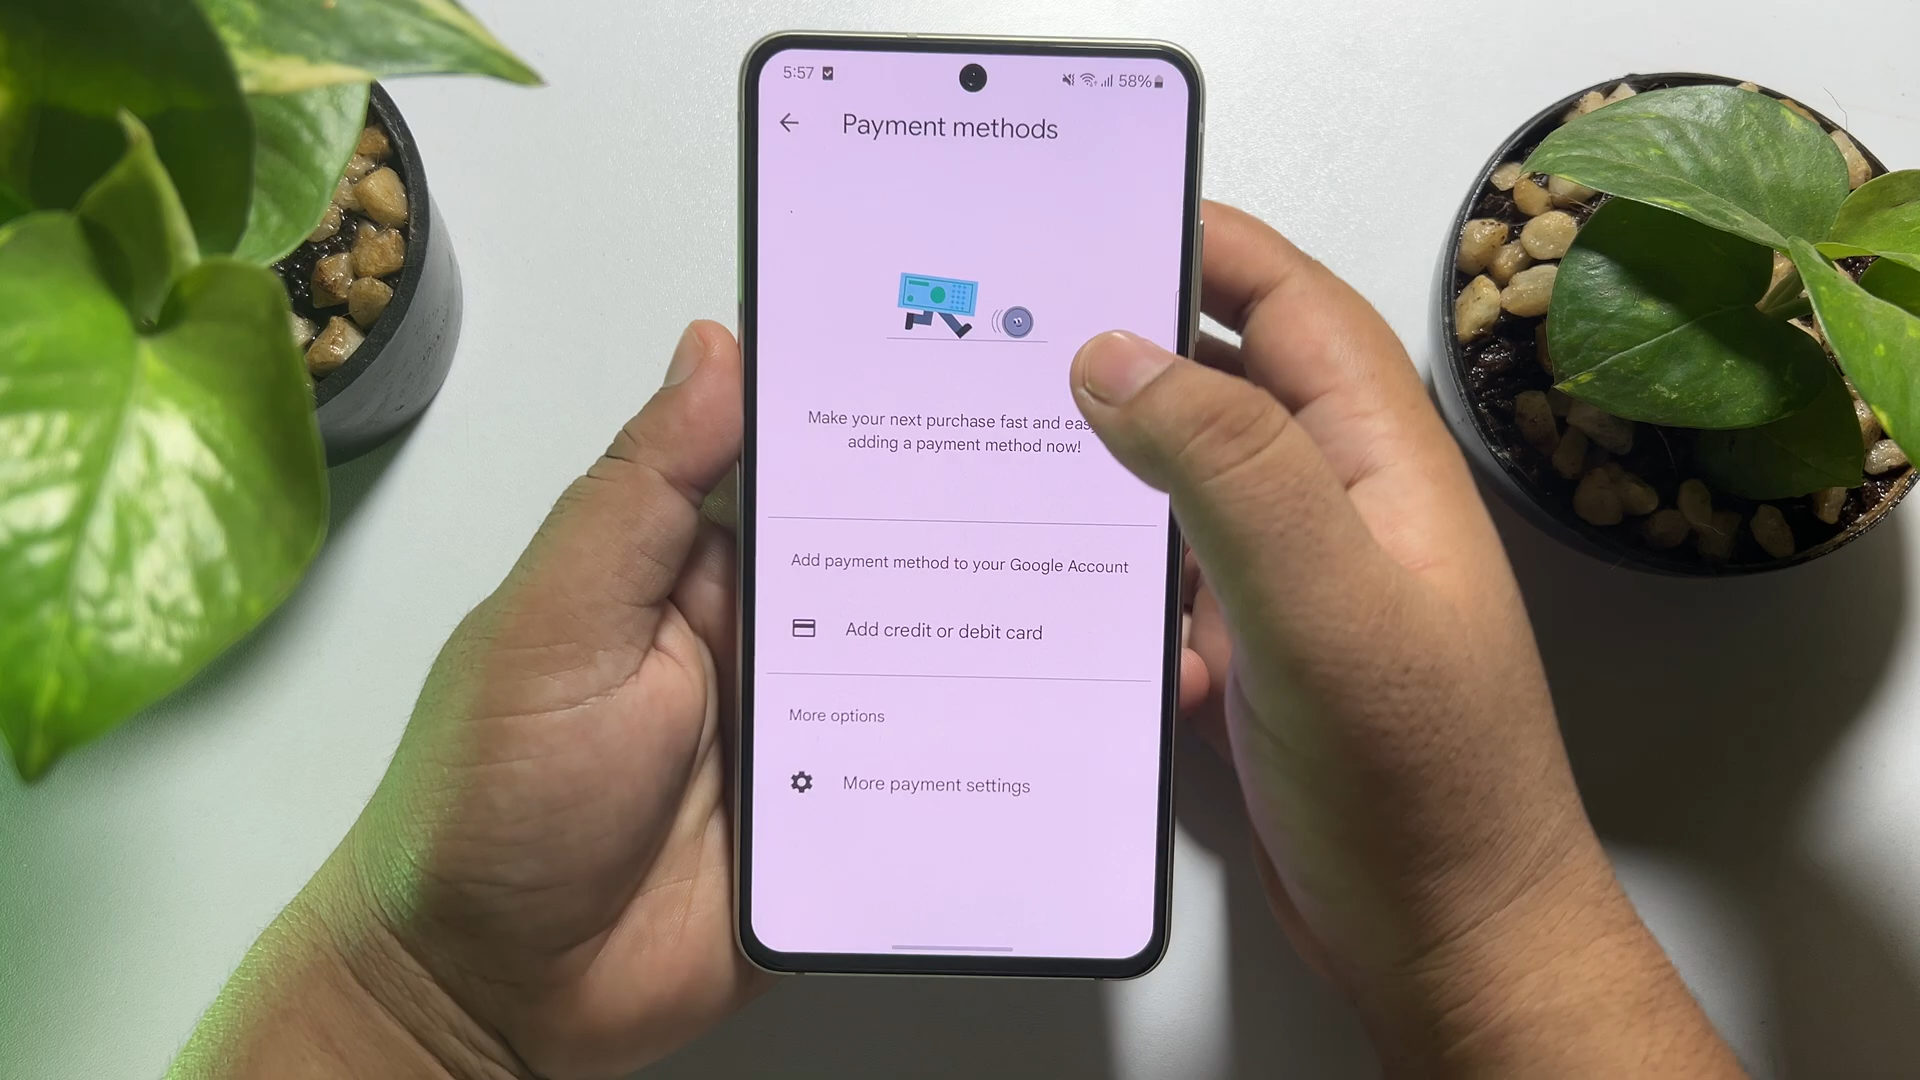 5:57
58%
Payment methods
Make your next purchase fast and eas
adding a payment method now!
Add payment method to your Google Account
Add credit or debit card
More options
More payment settings